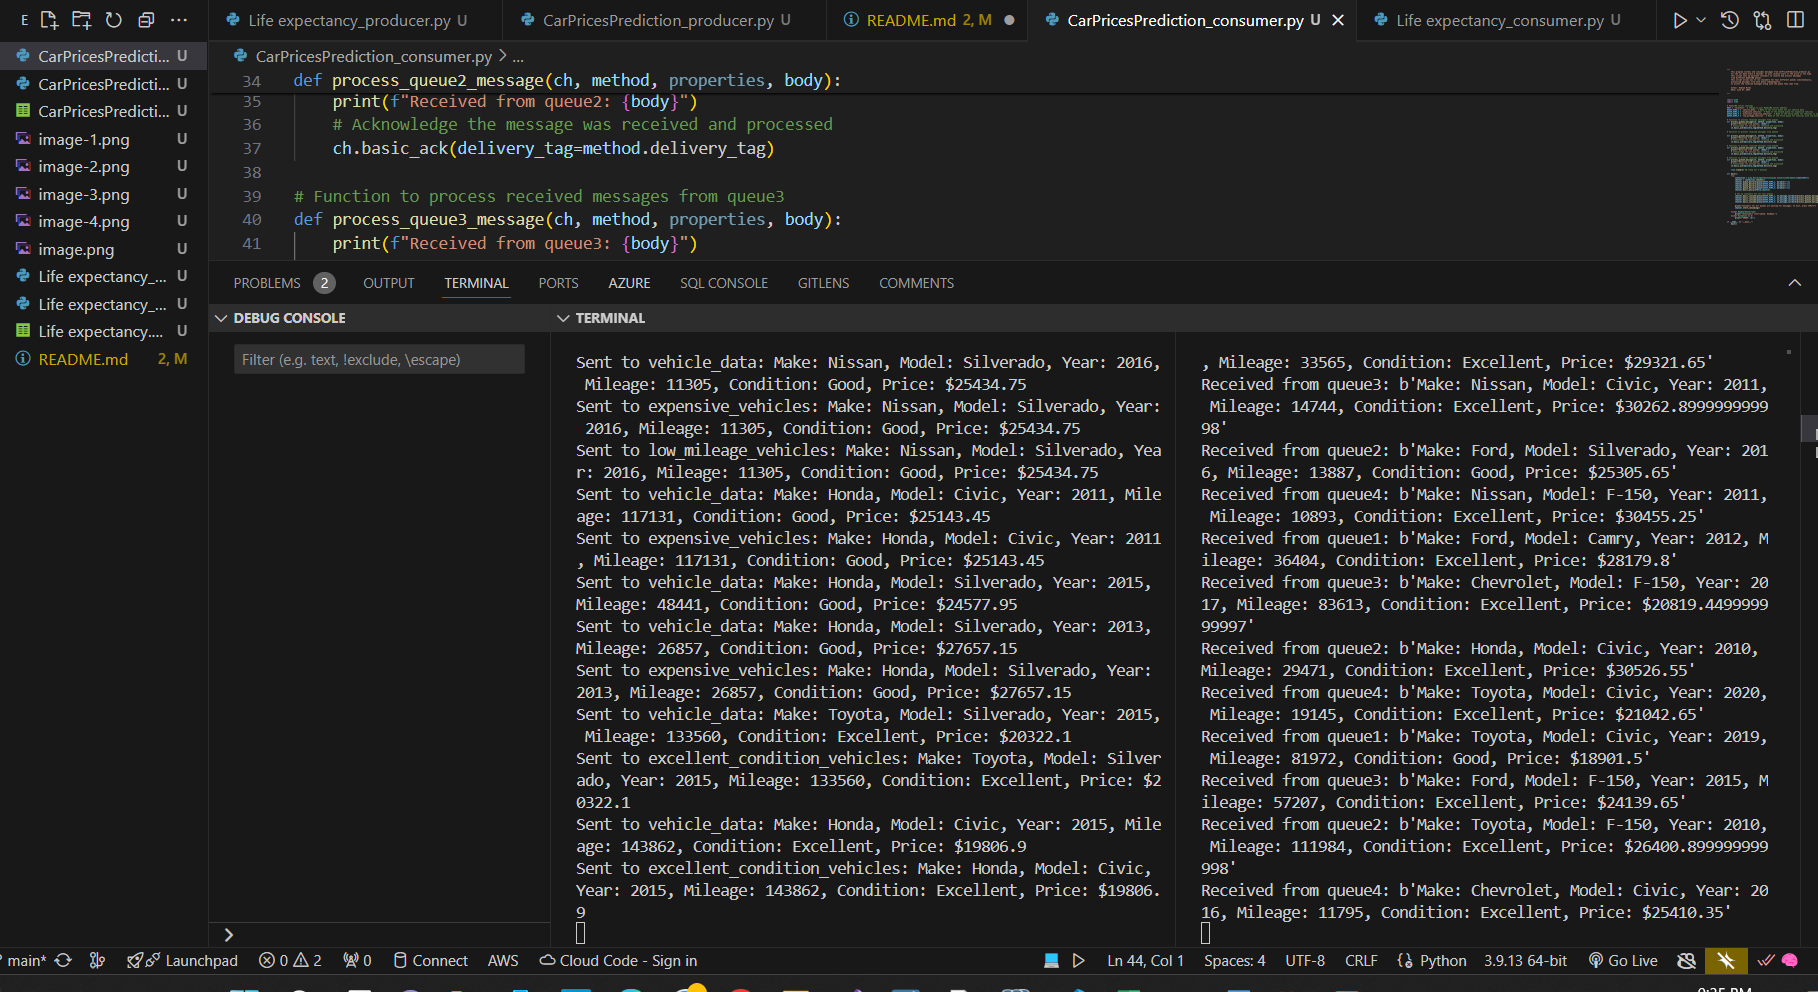 E
Life expectancy_producer.py U
CarPricesPrediction_producer.py U
README.md 2, M
CarPricesPrediction_consumer.py U
Life expectancy_consumer.py U
CarPricesPredicti... U
CarPricesPredicti... U
CarPricesPredicti... U
image-1.png U
image-2.png U
image-3.png U
image-4.png U
image.png U
Life expectancy_... U
Life expectancy_... U
Life expectancy.... U
README.md 2, M
CarPricesPrediction_consumer.py > ...
34 def process_queue2_message(ch, method, properties, body):
35 print(f"Received from queue2: {body}")
36 # Acknowledge the message was received and processed
37 ch.basic_ack(delivery_tag=method.delivery_tag)
38
39 # Function to process received messages from queue3
40 def process_queue3_message(ch, method, properties, body):
41 print(f"Received from queue3: {body}")
PROBLEMS 2 OUTPUT TERMINAL PORTS AZURE SQL CONSOLE GITLENS COMMENTS
DEBUG CONSOLE
Filter (e.g. text, !exclude, \escape)
TERMINAL
Sent to vehicle_data: Make: Nissan, Model: Silverado, Year: 2016,
Mileage: 11305, Condition: Good, Price: $25434.75
Sent to expensive_vehicles: Make: Nissan, Model: Silverado, Year:
2016, Mileage: 11305, Condition: Good, Price: $25434.75
Sent to low_mileage_vehicles: Make: Nissan, Model: Silverado, Yea
r: 2016, Mileage: 11305, Condition: Good, Price: $25434.75
Sent to vehicle_data: Make: Honda, Model: Civic, Year: 2011, Mile
age: 117131, Condition: Good, Price: $25143.45
Sent to expensive_vehicles: Make: Honda, Model: Civic, Year: 2011
, Mileage: 117131, Condition: Good, Price: $25143.45
Sent to vehicle_data: Make: Honda, Model: Silverado, Year: 2015,
Mileage: 48441, Condition: Good, Price: $24577.95
Sent to vehicle_data: Make: Honda, Model: Silverado, Year: 2013,
Mileage: 26857, Condition: Good, Price: $27657.15
Sent to expensive_vehicles: Make: Honda, Model: Silverado, Year:
2013, Mileage: 26857, Condition: Good, Price: $27657.15
Sent to vehicle_data: Make: Toyota, Model: Silverado, Year: 2015,
Mileage: 133560, Condition: Excellent, Price: $20322.1
Sent to excellent_condition_vehicles: Make: Toyota, Model: Silver
ado, Year: 2015, Mileage: 133560, Condition: Excellent, Price: $2
0322.1
Sent to vehicle_data: Make: Honda, Model: Civic, Year: 2015, Mile
age: 143862, Condition: Excellent, Price: $19806.9
Sent to excellent_condition_vehicles: Make: Honda, Model: Civic,
Year: 2015, Mileage: 143862, Condition: Excellent, Price: $19806.
9
, Mileage: 33565, Condition: Excellent, Price: $29321.65'
Received from queue3: b'Make: Nissan, Model: Civic, Year: 2011,
Mileage: 14744, Condition: Excellent, Price: $30262.8999999999
98'
Received from queue2: b'Make: Ford, Model: Silverado, Year: 201
6, Mileage: 13887, Condition: Good, Price: $25305.65'
Received from queue4: b'Make: Nissan, Model: F-150, Year: 2011,
Mileage: 10893, Condition: Excellent, Price: $30455.25'
Received from queue1: b'Make: Ford, Model: Camry, Year: 2012, M
ileage: 36404, Condition: Excellent, Price: $28179.8'
Received from queue3: b'Make: Chevrolet, Model: F-150, Year: 20
17, Mileage: 83613, Condition: Excellent, Price: $20819.4499999
99997'
Received from queue2: b'Make: Honda, Model: Civic, Year: 2010,
Mileage: 29471, Condition: Excellent, Price: $30526.55'
Received from queue4: b'Make: Toyota, Model: Civic, Year: 2020,
Mileage: 19145, Condition: Excellent, Price: $21042.65'
Received from queue1: b'Make: Toyota, Model: Civic, Year: 2019,
Mileage: 81972, Condition: Good, Price: $18901.5'
Received from queue3: b'Make: Ford, Model: F-150, Year: 2015, M
ileage: 57207, Condition: Excellent, Price: $24139.65'
Received from queue2: b'Make: Toyota, Model: F-150, Year: 2010,
Mileage: 111984, Condition: Excellent, Price: $26400.899999999
998'
Received from queue4: b'Make: Chevrolet, Model: Civic, Year: 20
16, Mileage: 11795, Condition: Excellent, Price: $25410.35'
main* Launchpad 0 2 0 Connect AWS Cloud Code - Sign in Ln 44, Col 1 Spaces: 4 UTF-8 CRLF Python 3.9.13 64-bit Go Live